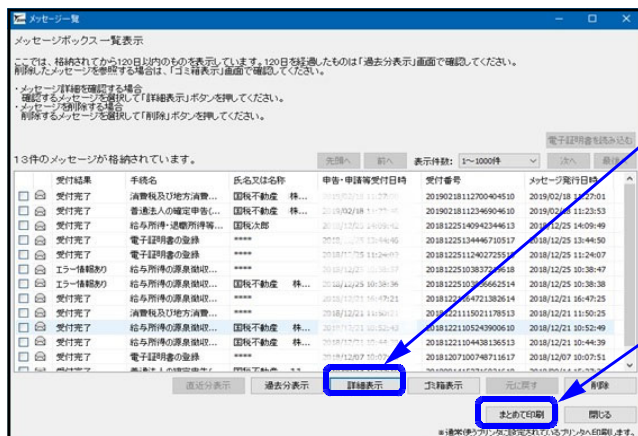 メッセージ一覧
メッセージボックス一覧表示
ここでは、格納されてから120日以内のものを表示しています。120日を経過したものは「過去分表示」画面で確認してください。
削除したメッセージを参照する場合は、「ゴミ箱表示」画面で確認してください。
・メッセージ詳細を確認する場合
確認するメッセージを選択して「詳細表示」ボタンを押してください。
・メッセージを削除する場合
削除するメッセージを選択して「削除」ボタンを押してください。
電子証明書を読み込む
13件のメッセージが格納されています。 先頭へ 前へ 表示件数: 1～1000件 次へ
受付結果 手続名 氏名又は名称 申告・申請等受付日時 受付番号 メッセージ発行日時
受付完了 消費税及び地方消費... 国税不動産 株... 20190218112700404510 2019/02/18 11:27:01
受付完了 普通法人の確定申告(... 国税不動産 株... 2019/02/18 20190218112346904610 2019/02/18 11:23:53
受付完了 給与所得・退職所得等... 国税次郎 20181225140942344613 2018/12/25 14:09:49
受付完了 電子証明書の登録 **** 20181225134446710517 2018/12/25 13:44:50
受付完了 電子証明書の登録 **** 20181225112402725518 2018/12/25 11:24:07
エラー情報あり 給与所得の源泉徴収... 国税不動産 株... 2018/12/25 10:38:47
エラー情報あり 給与所得の源泉徴収... 国税不動産 株... 2018/12/25 10:38:38
受付完了 給与所得の源泉徴収... 国税不動産 株... 2018/12/21 16:47:25
受付完了 消費税及び地方消費... 国税不動産 株... 20181221115021178513 2018/12/21 11:50:25
受付完了 給与所得の源泉徴収... 国税不動産 株... 20181221105243900610 2018/12/21 10:52:49
受付完了 給与所得の源泉徴収... 国税不動産 株... 20181221104438136513 2018/12/21 10:44:39
受付完了 電子証明書の登録 **** 2018/12/07 20181207100748711617 2018/12/07 10:07:51
直近分表示 過去分表示 詳細表示 ゴミ箱表示 元に戻す 削除
まとめて印刷 閉じる
※通常使うプリンタに設定されているプリンタへ印刷します。